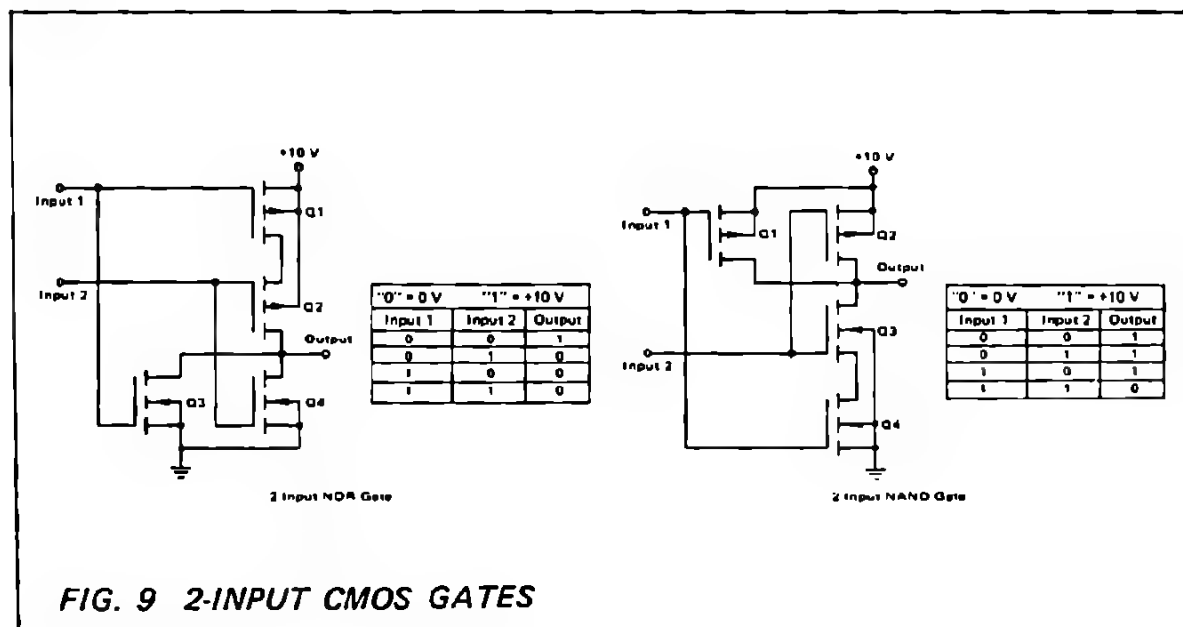 +10 V
Input 1
Q1
Input 2
Q2
Output
Q3
Q4
"0" = 0 V "1" = +10 V
Input 1 Input 2 Output
0 0 1
0 1 0
1 0 0
1 1 0
2 Input NOR Gate
+10 V
Input 1
Q1
Q2
Output
Q3
Input 2
Q4
"0" = 0 V "1" = +10 V
Input 1 Input 2 Output
0 0 1
0 1 1
1 0 1
1 1 0
2 Input NAND Gate
FIG. 9 2-INPUT CMOS GATES